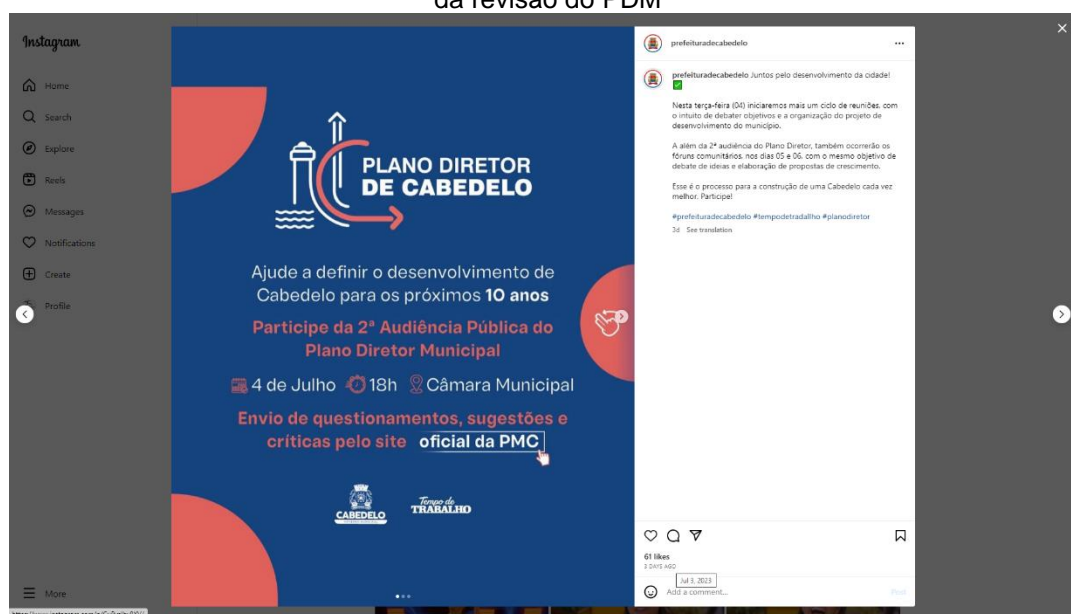 da revisão do PDM
Instagram
Home
Search
Explore
Reels
Messages
Notifications
Create
Profile
More
PLANO DIRETOR
DE CABEDELO
Ajude a definir o desenvolvimento de
Cabedelo para os próximos 10 anos
Participe da 2ª Audiência Pública do
Plano Diretor Municipal
4 de Julho 18h Câmara Municipal
Envio de questionamentos, sugestões e
críticas pelo site oficial da PMC
CABEDELO
Tempo de
TRABALHO
prefeituradecabedelo
prefeituradecabedelo Juntos pelo desenvolvimento da cidade!
Nesta terça-feira (04) iniciaremos mais um ciclo de reuniões, com
o intuito de debater objetivos e a organização do projeto de
desenvolvimento do município.
A além da 2ª audiência do Plano Diretor, também ocorrerão os
fóruns comunitários, nos dias 05 e 06, com o mesmo objetivo de
debate de ideias e elaboração de propostas de crescimento.
Esse é o processo para a construção de uma Cabedelo cada vez
melhor. Participe!
#prefeituradecabedelo #tempodetradallho #planodiretor
3d See translation
61 likes
3 DAYS AGO
Jul 3, 2023
Add a comment...
Post